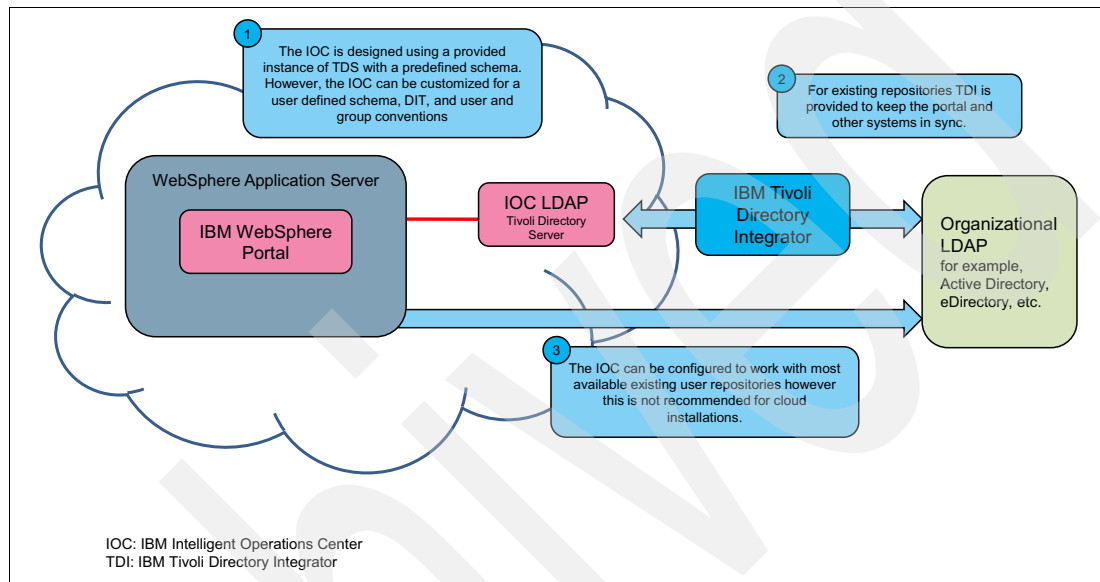 1
The IOC is designed using a provided
instance of TDS with a predefined schema.
However, the IOC can be customized for a
user defined schema, DIT, and user and
group conventions
2
For existing repositories TDI is
provided to keep the portal and
other systems in sync.
WebSphere Application Server
IBM WebSphere
Portal
IOC LDAP
Tivoli Directory
Server
IBM Tivoli
Directory
Integrator
Organizational
LDAP
for example,
Active Directory,
eDirectory, etc.
3
The IOC can be configured to work with most
available existing user repositories however
this is not recommended for cloud
installations.
IOC: IBM Intelligent Operations Center
TDI: IBM Tivoli Directory Integrator